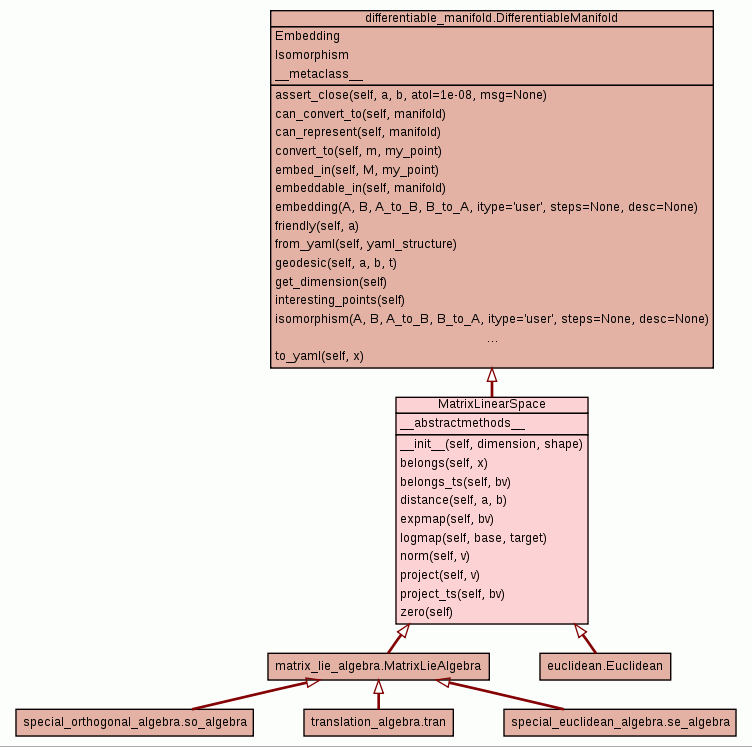 differentiable_manifold.DifferentiableManifold
Embedding
Isomorphism
__metaclass__
assert_close(self, a, b, atol=1e-08, msg=None)
can_convert_to(self, manifold)
can_represent(self, manifold)
convert_to(self, m, my_point)
embed_in(self, M, my_point)
embeddable_in(self, manifold)
embedding(A, B, A_to_B, B_to_A, itype='user', steps=None, desc=None)
friendly(self, a)
from_yaml(self, yaml_structure)
geodesic(self, a, b, t)
get_dimension(self)
interesting_points(self)
isomorphism(A, B, A_to_B, B_to_A, itype='user', steps=None, desc=None)
...
to_yaml(self, x)
MatrixLinearSpace
__abstractmethods__
__init__(self, dimension, shape)
belongs(self, x)
belongs_ts(self, bv)
distance(self, a, b)
expmap(self, bv)
logmap(self, base, target)
norm(self, v)
project(self, v)
project_ts(self, bv)
zero(self)
matrix_lie_algebra.MatrixLieAlgebra
euclidean.Euclidean
special_orthogonal_algebra.so_algebra
translation_algebra.tran
special_euclidean_algebra.se_algebra